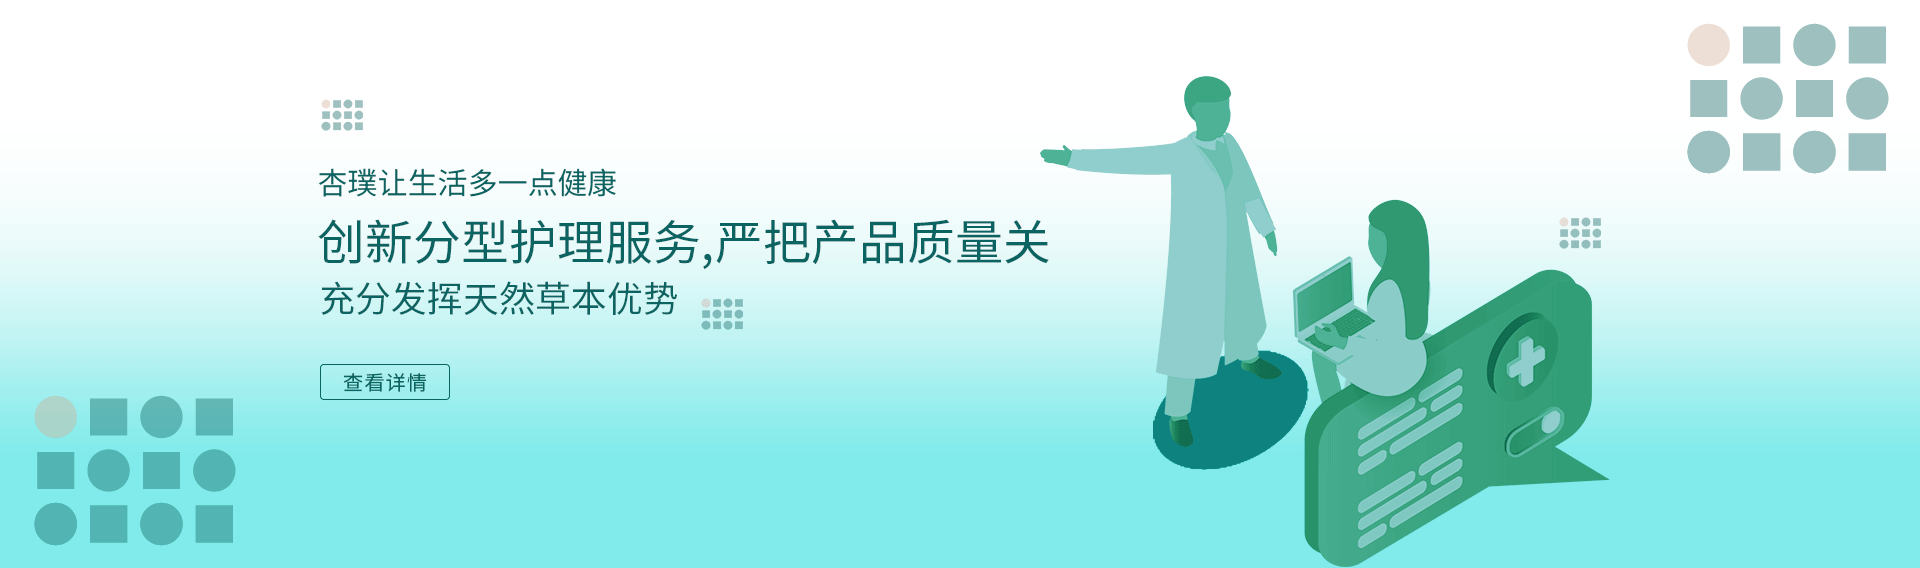 杏璞让生活多一点健康
创新分型护理服务,严把产品质量关
充分发挥天然草本优势
查看详情